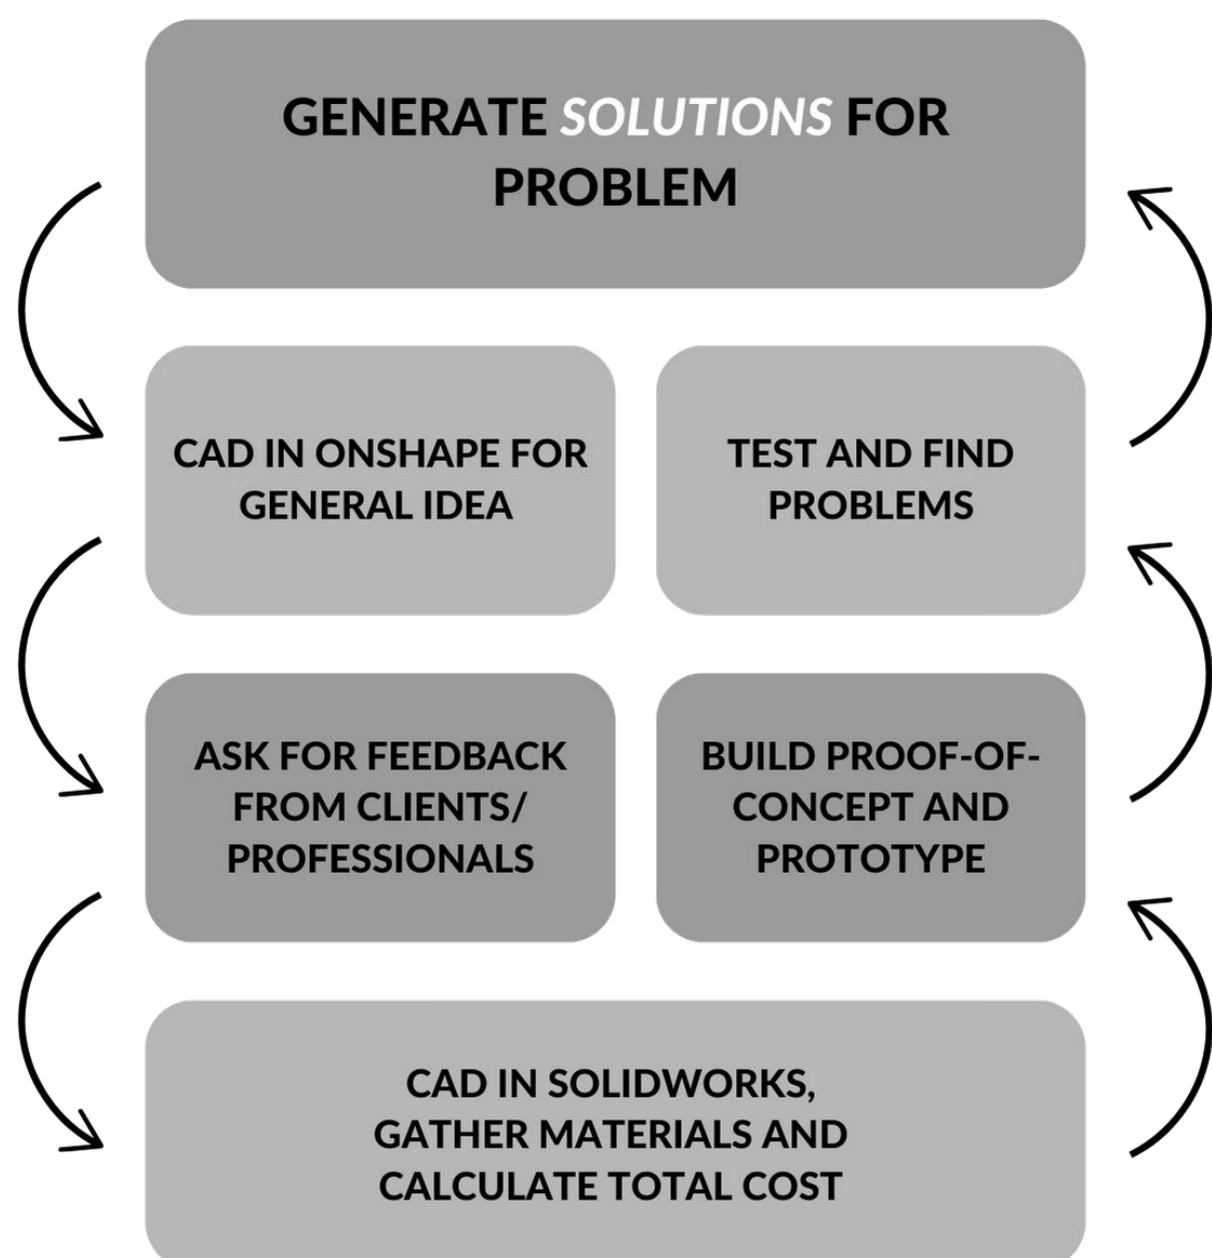 GENERATE SOLUTIONS FOR
PROBLEM
CAD IN ONSHAPE FOR
GENERAL IDEA
TEST AND FIND
PROBLEMS
ASK FOR FEEDBACK
FROM CLIENTS/
PROFESSIONALS
BUILD PROOF-OF-
CONCEPT AND
PROTOTYPE
CAD IN SOLIDWORKS,
GATHER MATERIALS AND
CALCULATE TOTAL COST